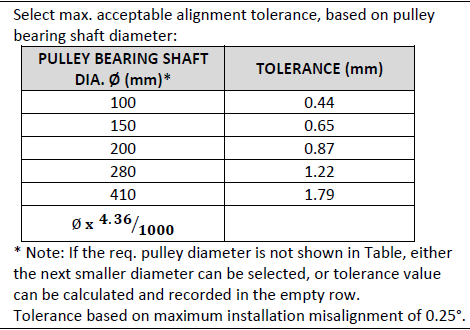 Select max. acceptable alignment tolerance, based on pulley
bearing shaft diameter:
PULLEY BEARING SHAFT
DIA. Ø (mm)*
TOLERANCE (mm)
100 0.44
150 0.65
200 0.87
280 1.22
410 1.79
Ø x 4.36/1000
* Note: If the req. pulley diameter is not shown in Table, either
the next smaller diameter can be selected, or tolerance value
can be calculated and recorded in the empty row.
Tolerance based on maximum installation misalignment of 0.25°.